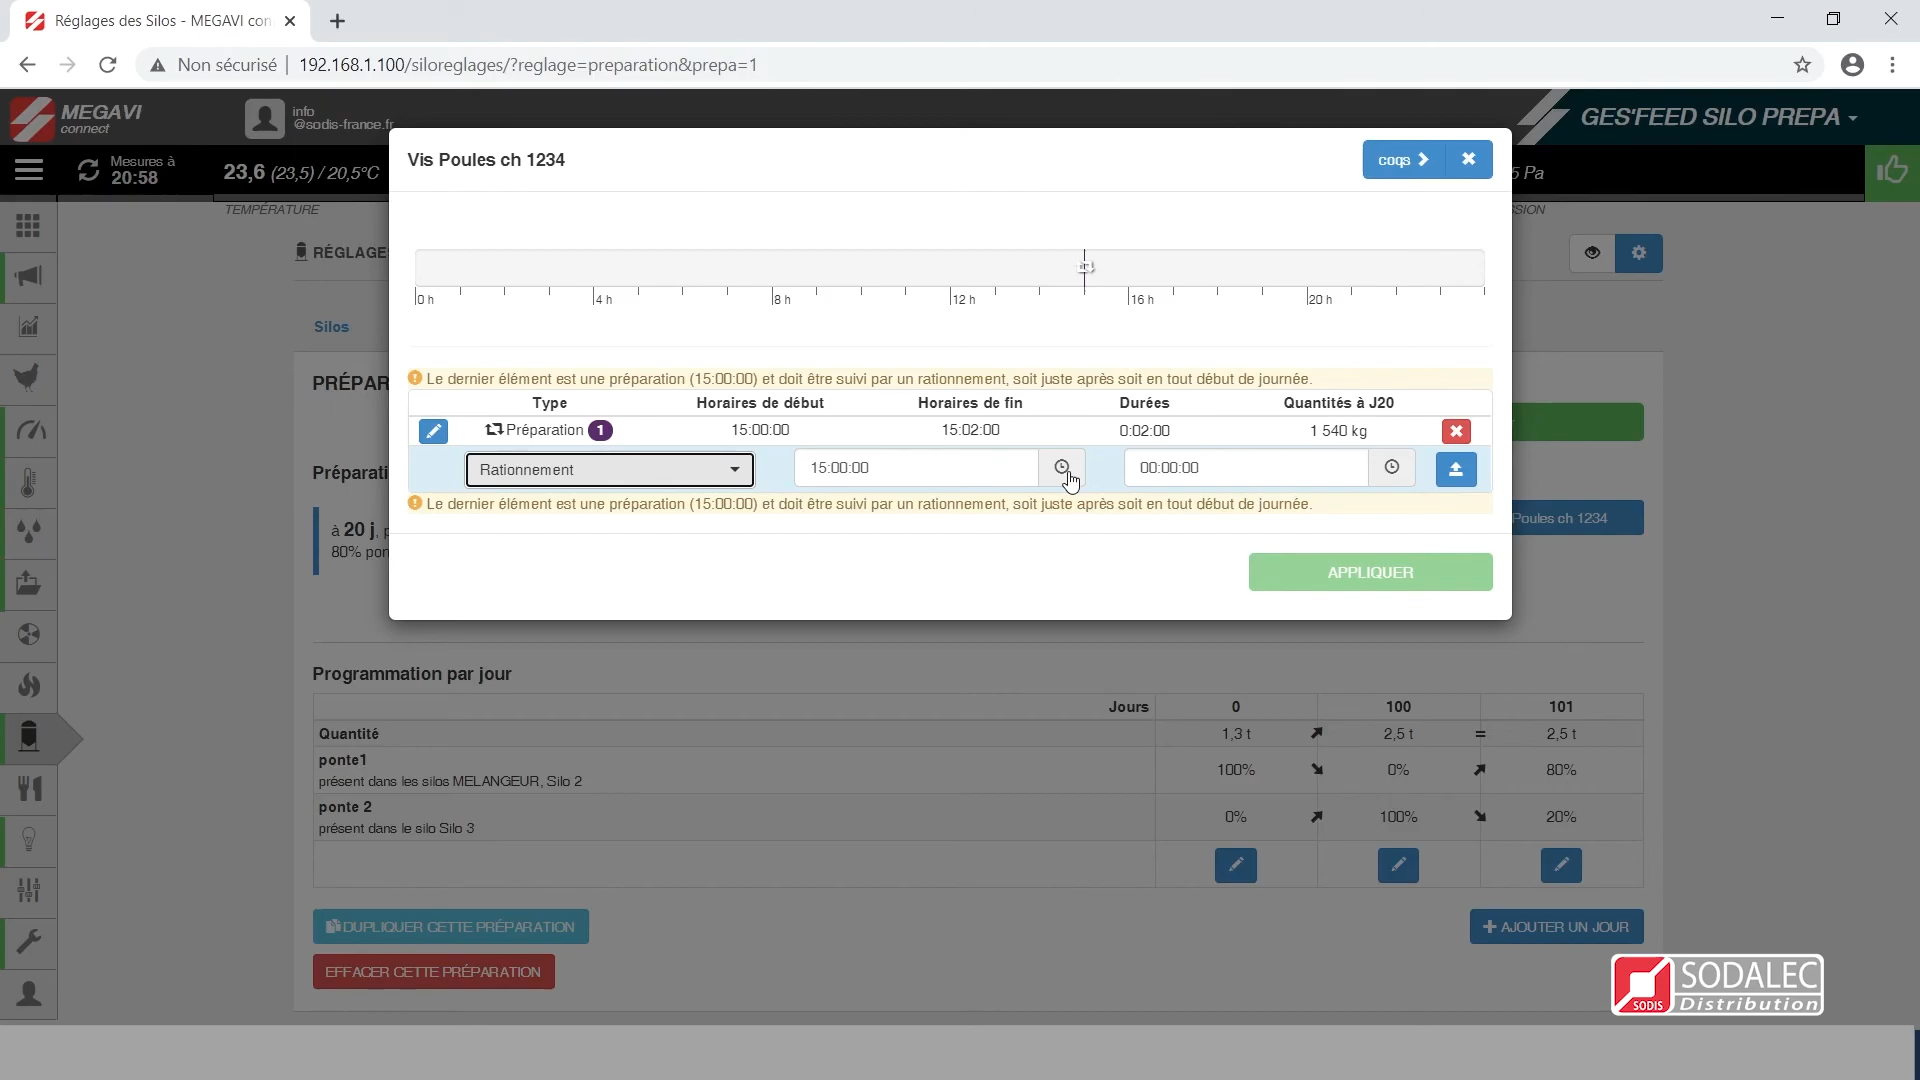 Réglages des Silos - MEGAVI con
Non sécurisé | 192.168.1.100/siloreglages/?reglage=preparation&prepa=1
MEGAVI
connect
info
@sodis-france.fr
GES'FEED SILO PREPA
Mesures à
20:58
23,6 (23,5) / 20,5°C
5 Pa
TEMPÉRATURE
SSION
Vis Poules ch 1234
coqs
RÉGLAGES
0 h
4 h
8 h
12 h
16 h
20 h
Silos
Le dernier élément est une préparation (15:00:00) et doit être suivi par un rationnement, soit juste après soit en tout début de journée.
PRÉPAR
Type Horaires de début Horaires de fin Durées Quantités à J20
Préparation 1 15:00:00 15:02:00 0:02:00 1 540 kg
Préparati
Rationnement 15:00:00 00:00:00
Le dernier élément est une préparation (15:00:00) et doit être suivi par un rationnement, soit juste après soit en tout début de journée.
à 20 j, p
80% pon
Poules ch 1234
APPLIQUER
Programmation par jour
Jours 0 100 101
Quantité 1,3 t 2,5 t = 2,5 t
ponte1
présent dans les silos MELANGEUR, Silo 2
100% 0% 80%
ponte 2
présent dans le silo Silo 3
0% 100% 20%
DUPLIQUER CETTE PRÉPARATION
AJOUTER UN JOUR
EFFACER CETTE PRÉPARATION
SODALEC
SODIS
Distribution